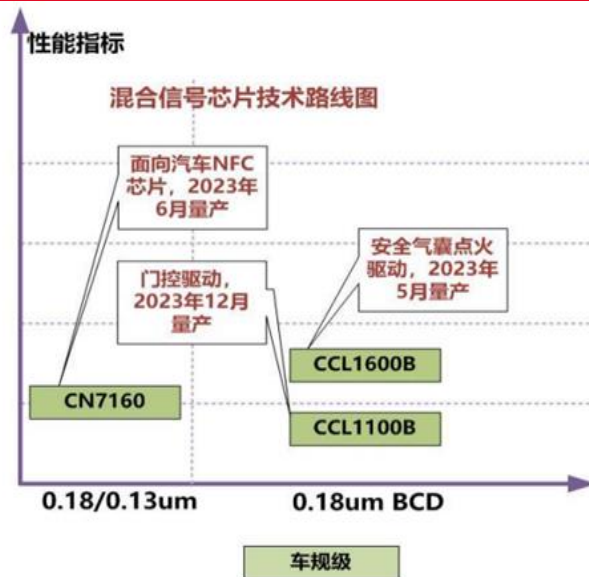 性能指标
混合信号芯片技术路线图
面向汽车NFC
芯片，2023年
6月量产
安全气囊点火
驱动，2023年
5月量产
门控驱动，
2023年12月
量产
CCL1600B
CN7160
CCL1100B
0.18/0.13um
0.18um BCD
车规级